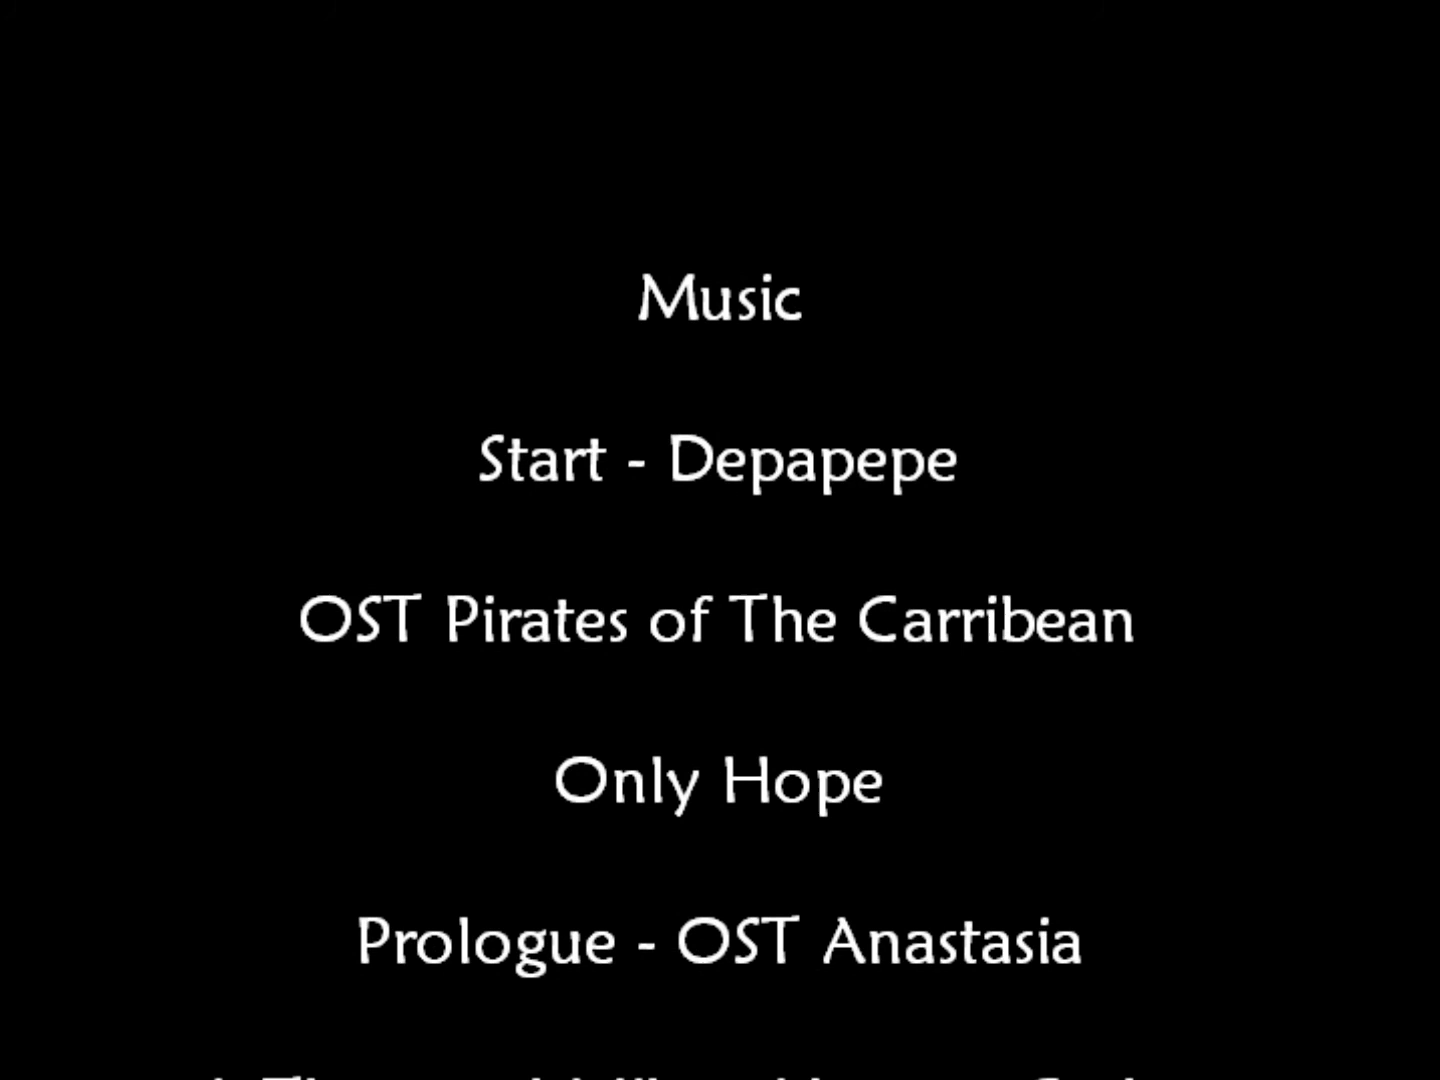 Music
Start - Depapepe
OST Pirates of The Carribean
Only Hope
Prologue - OST Anastasia